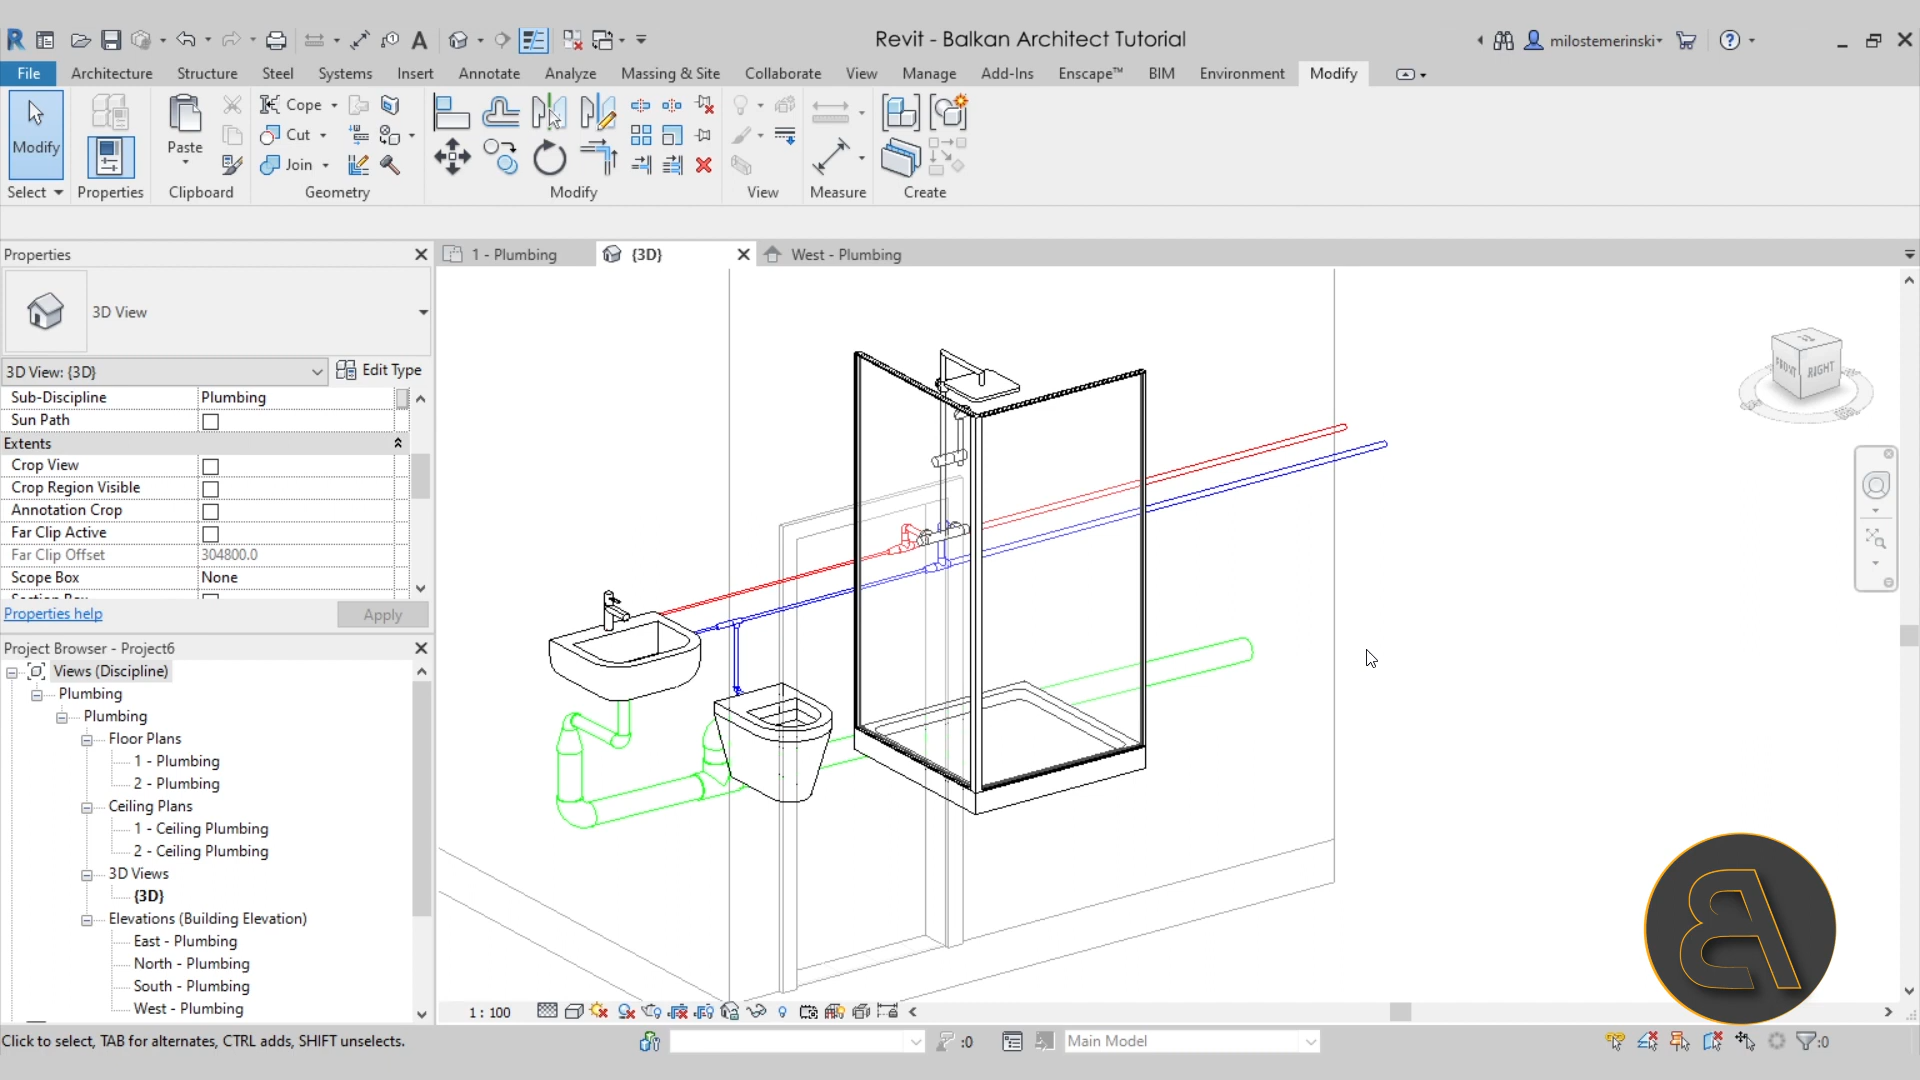 Revit - Balkan Architect Tutorial
milostemerinski
File Architecture Structure Steel Systems Insert Annotate Analyze Massing & Site Collaborate View Manage Add-Ins Enscape™ BIM Environment Modify
Modify
Paste
Cope
Cut
Join
Select Properties Clipboard Geometry Modify View Measure Create
Properties
1 - Plumbing
{3D}
West - Plumbing
3D View
3D View: {3D}
Edit Type
Sub-Discipline Plumbing
Sun Path
Extents
Crop View
Crop Region Visible
Annotation Crop
Far Clip Active
Far Clip Offset 304800.0
Scope Box None
Properties help
Apply
FRONT
RIGHT
Project Browser - Project6
Views (Discipline)
Plumbing
Plumbing
Floor Plans
1 - Plumbing
2 - Plumbing
Ceiling Plans
1 - Ceiling Plumbing
2 - Ceiling Plumbing
3D Views
{3D}
Elevations (Building Elevation)
East - Plumbing
North - Plumbing
South - Plumbing
West - Plumbing
1 : 100
Click to select, TAB for alternates, CTRL adds, SHIFT unselects.
:0
Main Model
:0